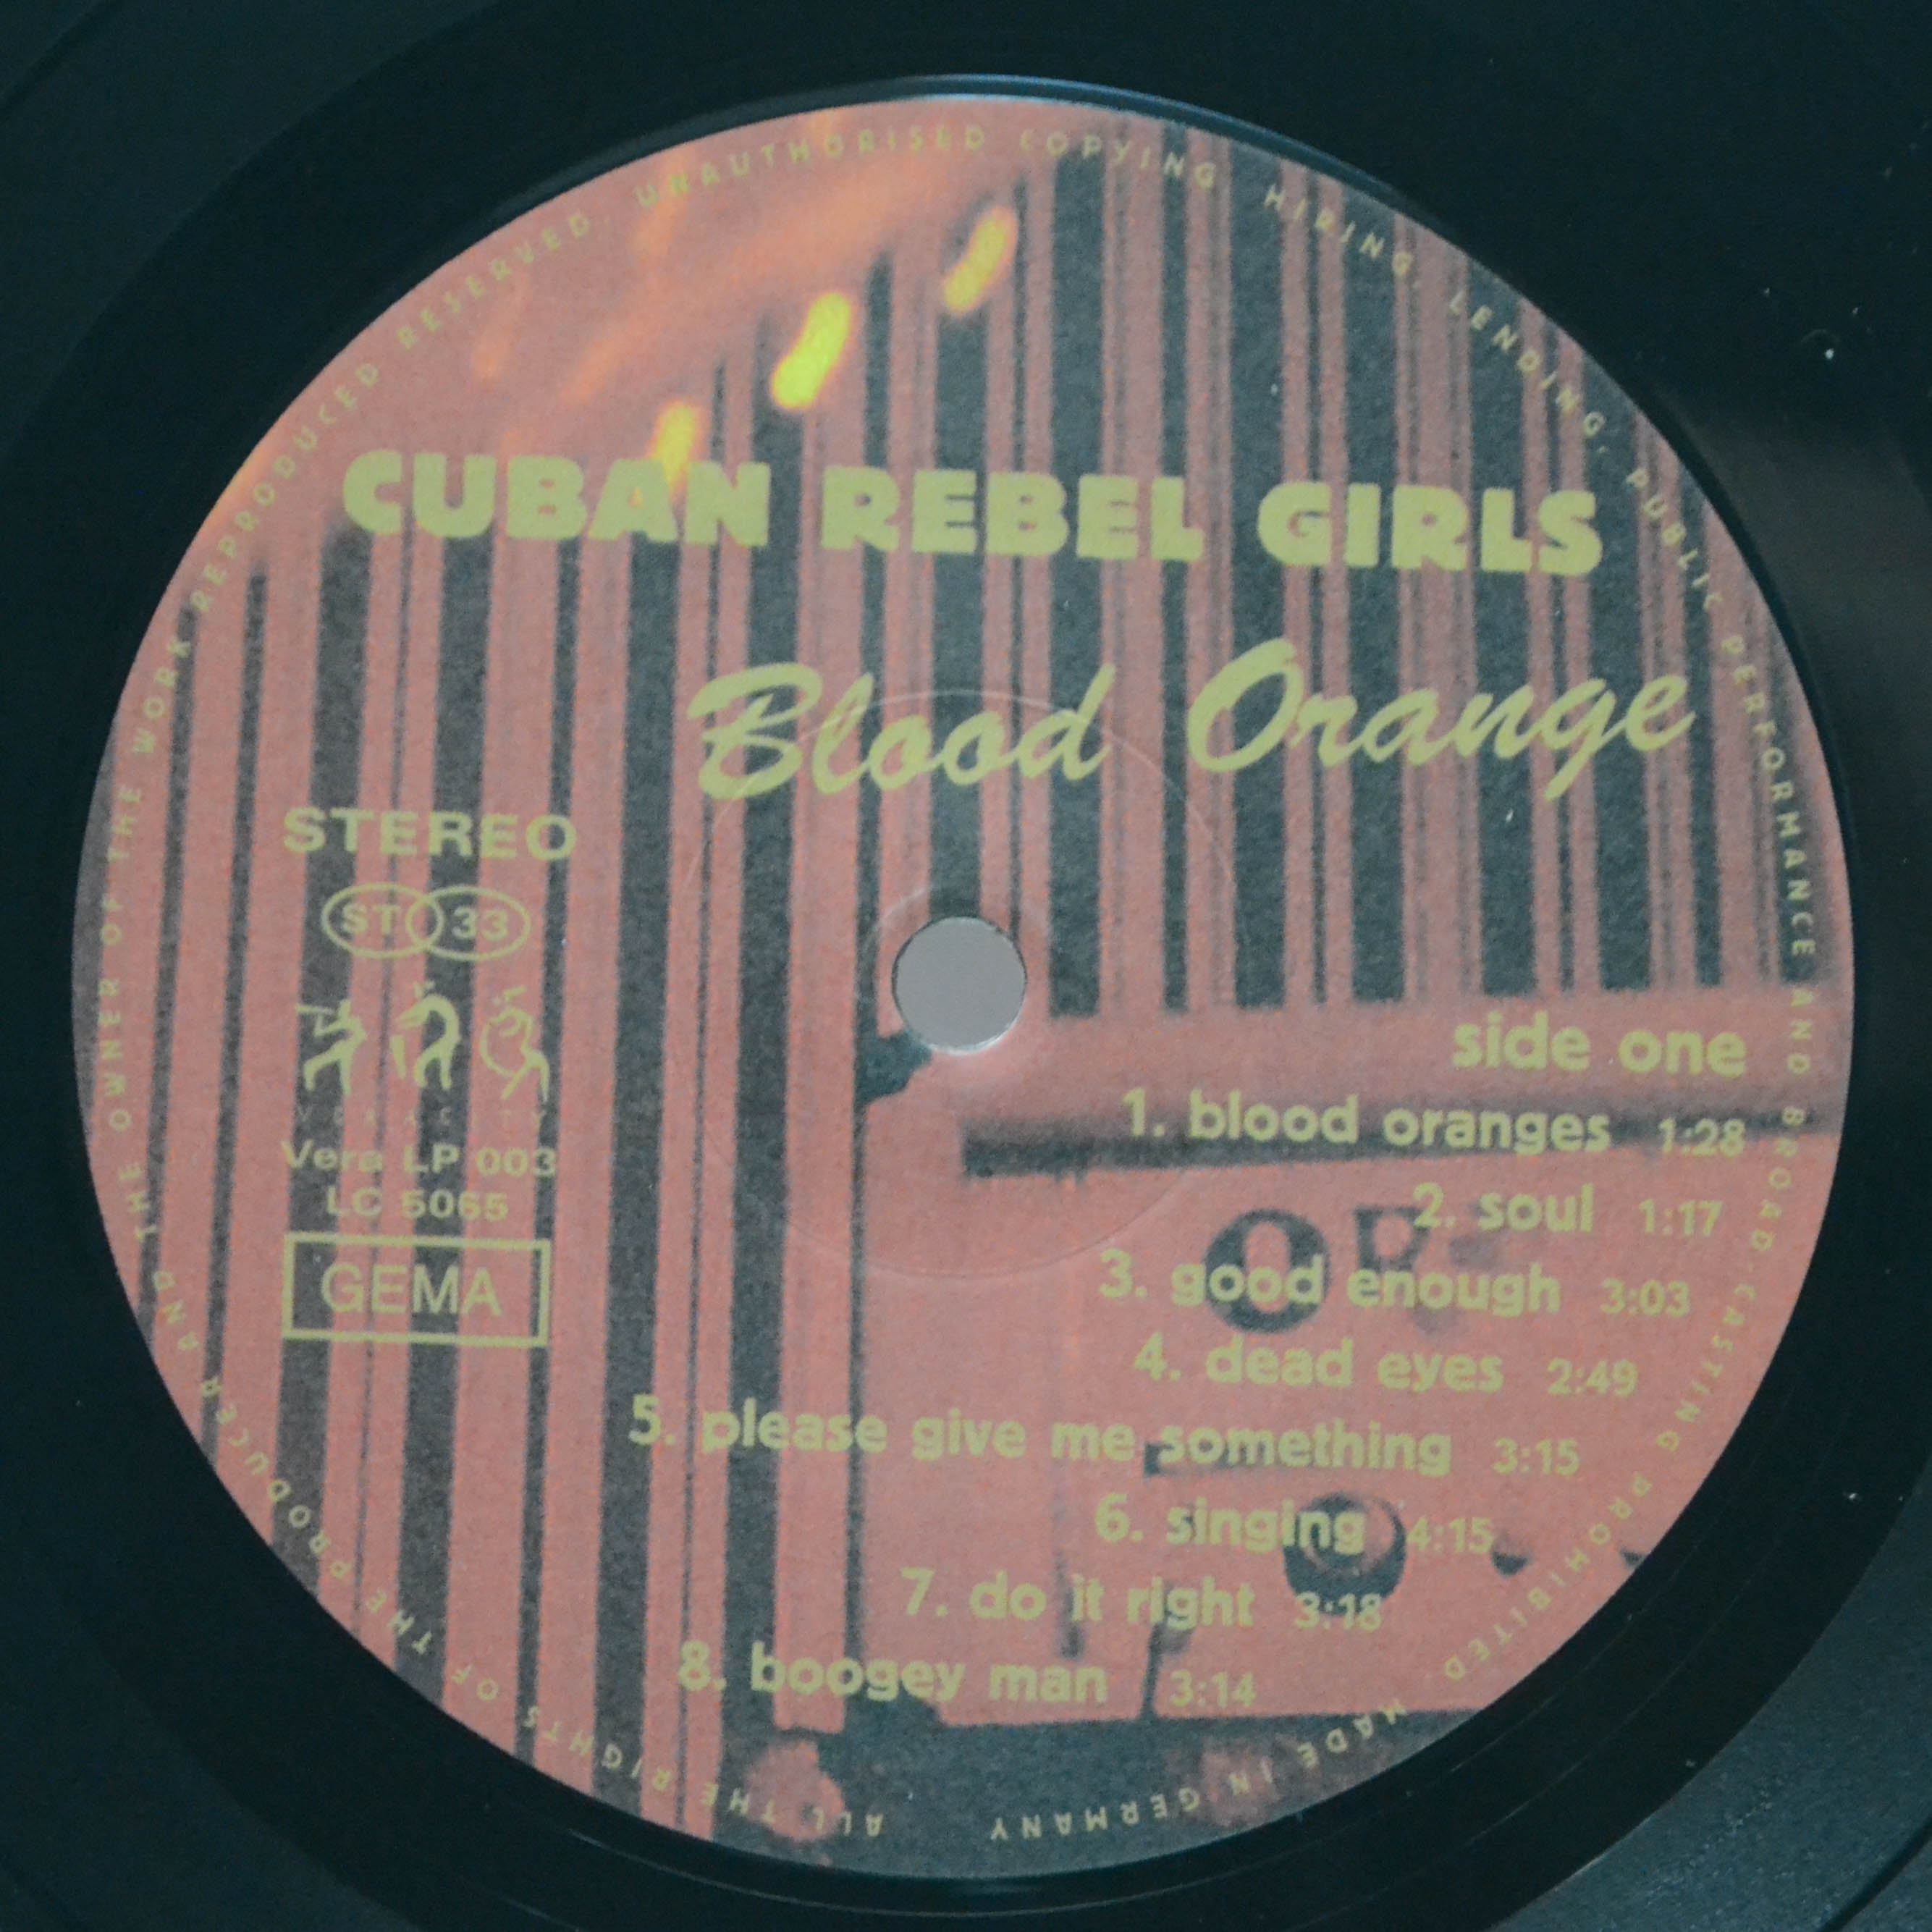 ALL THE RIGHTS OF THE PRODUCER AND THE OWNER OF THE WORK REPRODUCED RESERVED. UNAUTHORISED COPYING HIRING, LENDING, PUBLIC PERFORMANCE AND BROAD-CASTING PROHIBITED MADE IN GERMANY
CUBAN REBEL GIRLS
Blood Orange
STEREO
ST 33
VERACITY
Vera LP 003
LC 5065
GEMA
side one
1. blood oranges 1:28
2. soul 1:17
3. good enough 3:03
4. dead eyes 2:49
5. please give me something 3:15
6. singing 4:15
7. do it right 3:18
8. boogey man 3:14